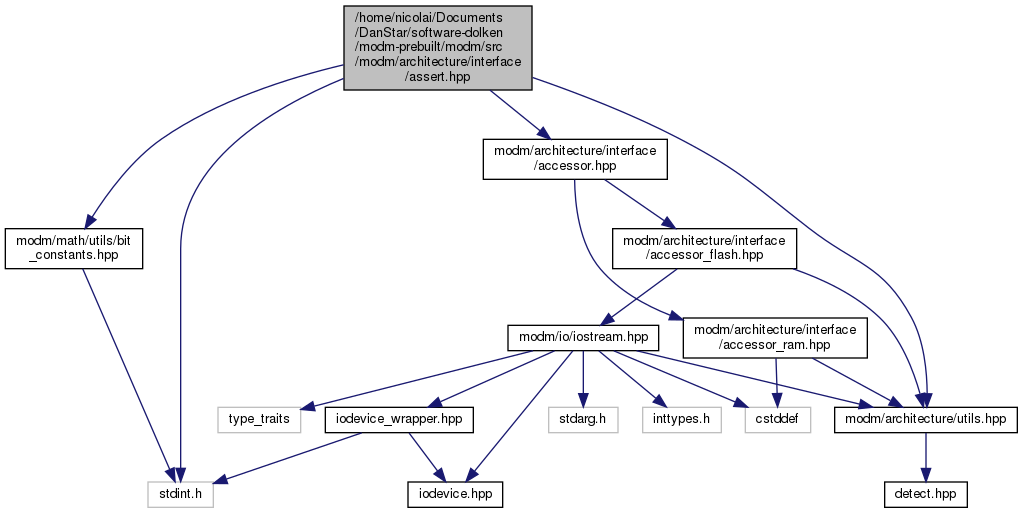 /home/nicolai/Documents
/DanStar/software-dolken
/modm-prebuilt/modm/src
/modm/architecture/interface
/assert.hpp
modm/architecture/interface
/accessor.hpp
modm/math/utils/bit
_constants.hpp
modm/architecture/interface
/accessor_flash.hpp
modm/io/iostream.hpp
modm/architecture/interface
/accessor_ram.hpp
type_traits
iodevice_wrapper.hpp
stdarg.h
inttypes.h
cstddef
modm/architecture/utils.hpp
stdint.h
iodevice.hpp
detect.hpp